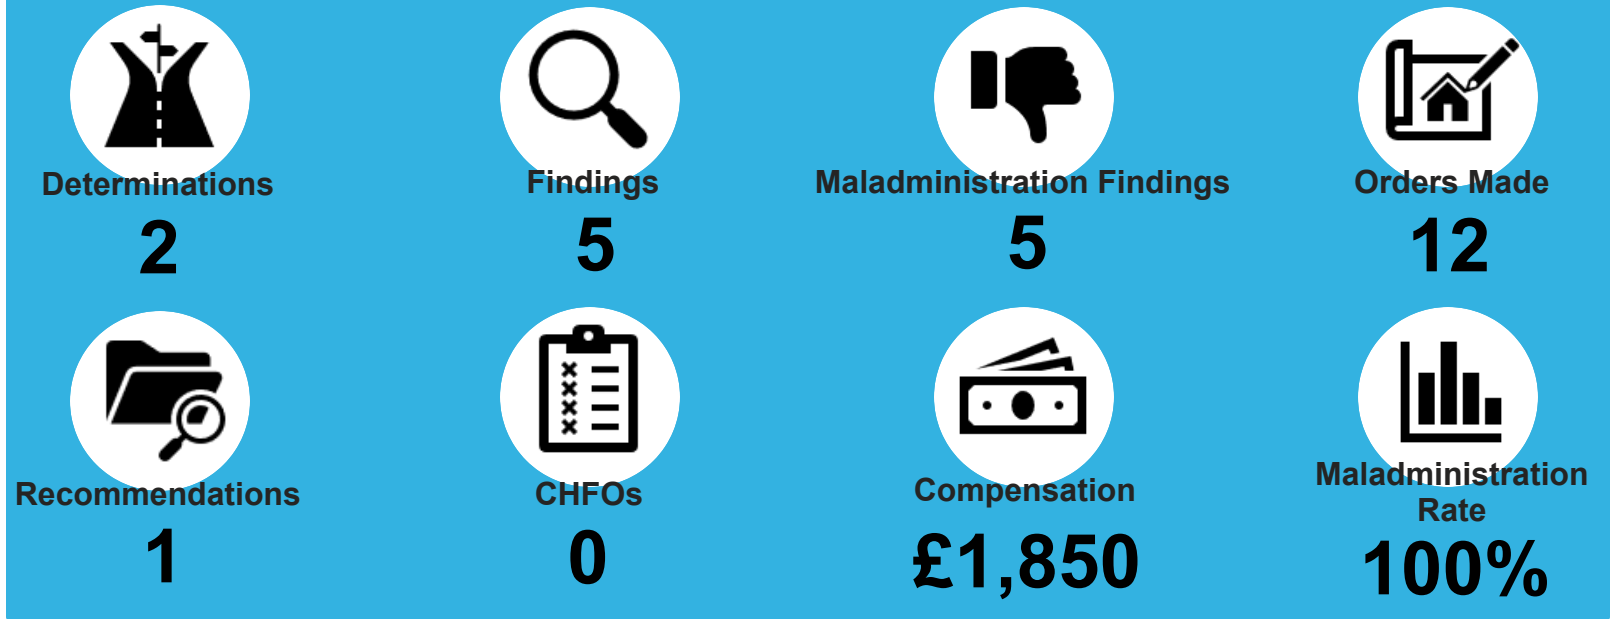 Determinations
2
Findings
5
Maladministration Findings
5
Orders Made
12
Recommendations
1
CHFOs
0
Compensation
£1,850
Maladministration
Rate
100%